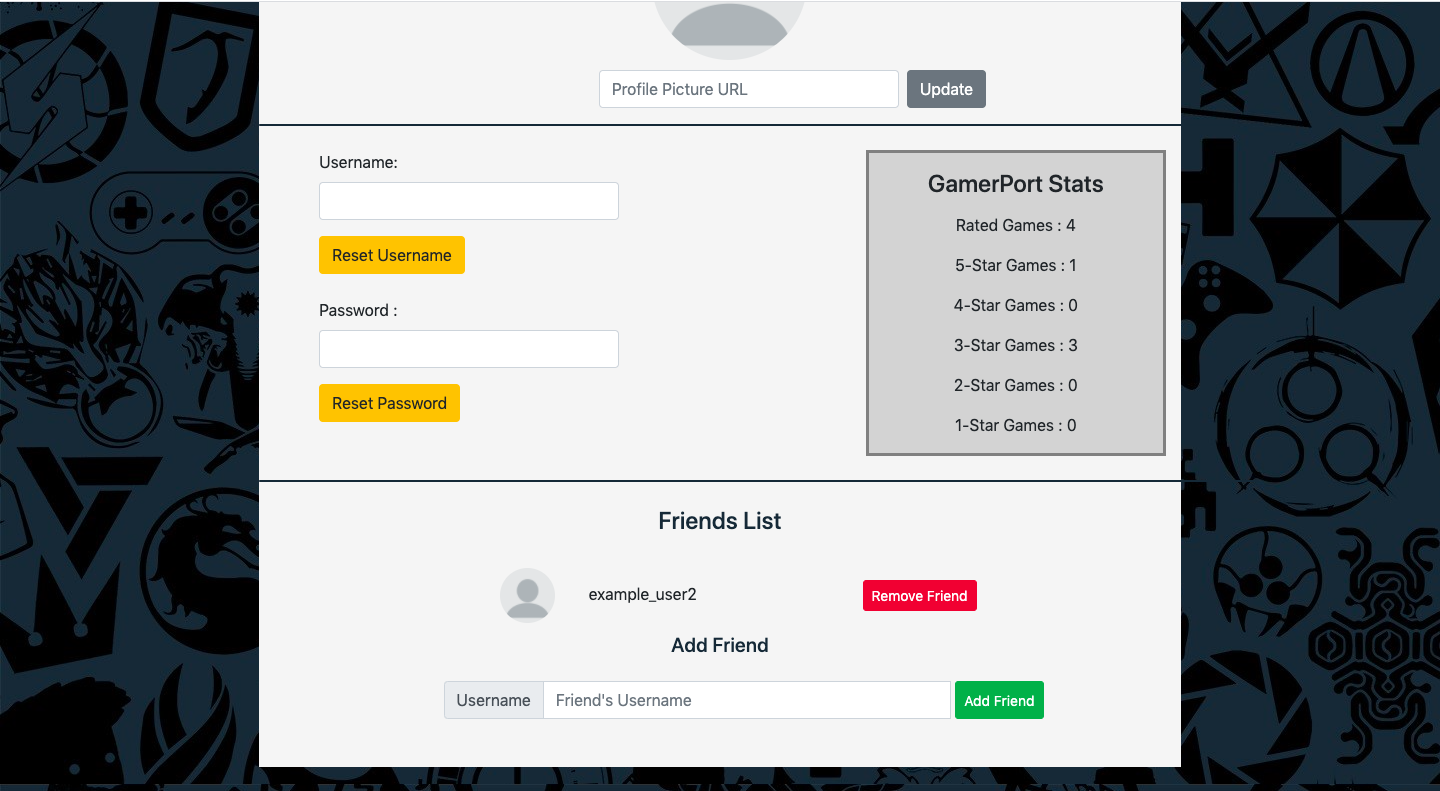 Profile Picture URL Update
Username:
Reset Username
Password :
Reset Password
GamerPort Stats
Rated Games : 4
5-Star Games : 1
4-Star Games : 0
3-Star Games : 3
2-Star Games : 0
1-Star Games : 0
Friends List
example_user2 Remove Friend
Add Friend
Username Friend's Username Add Friend